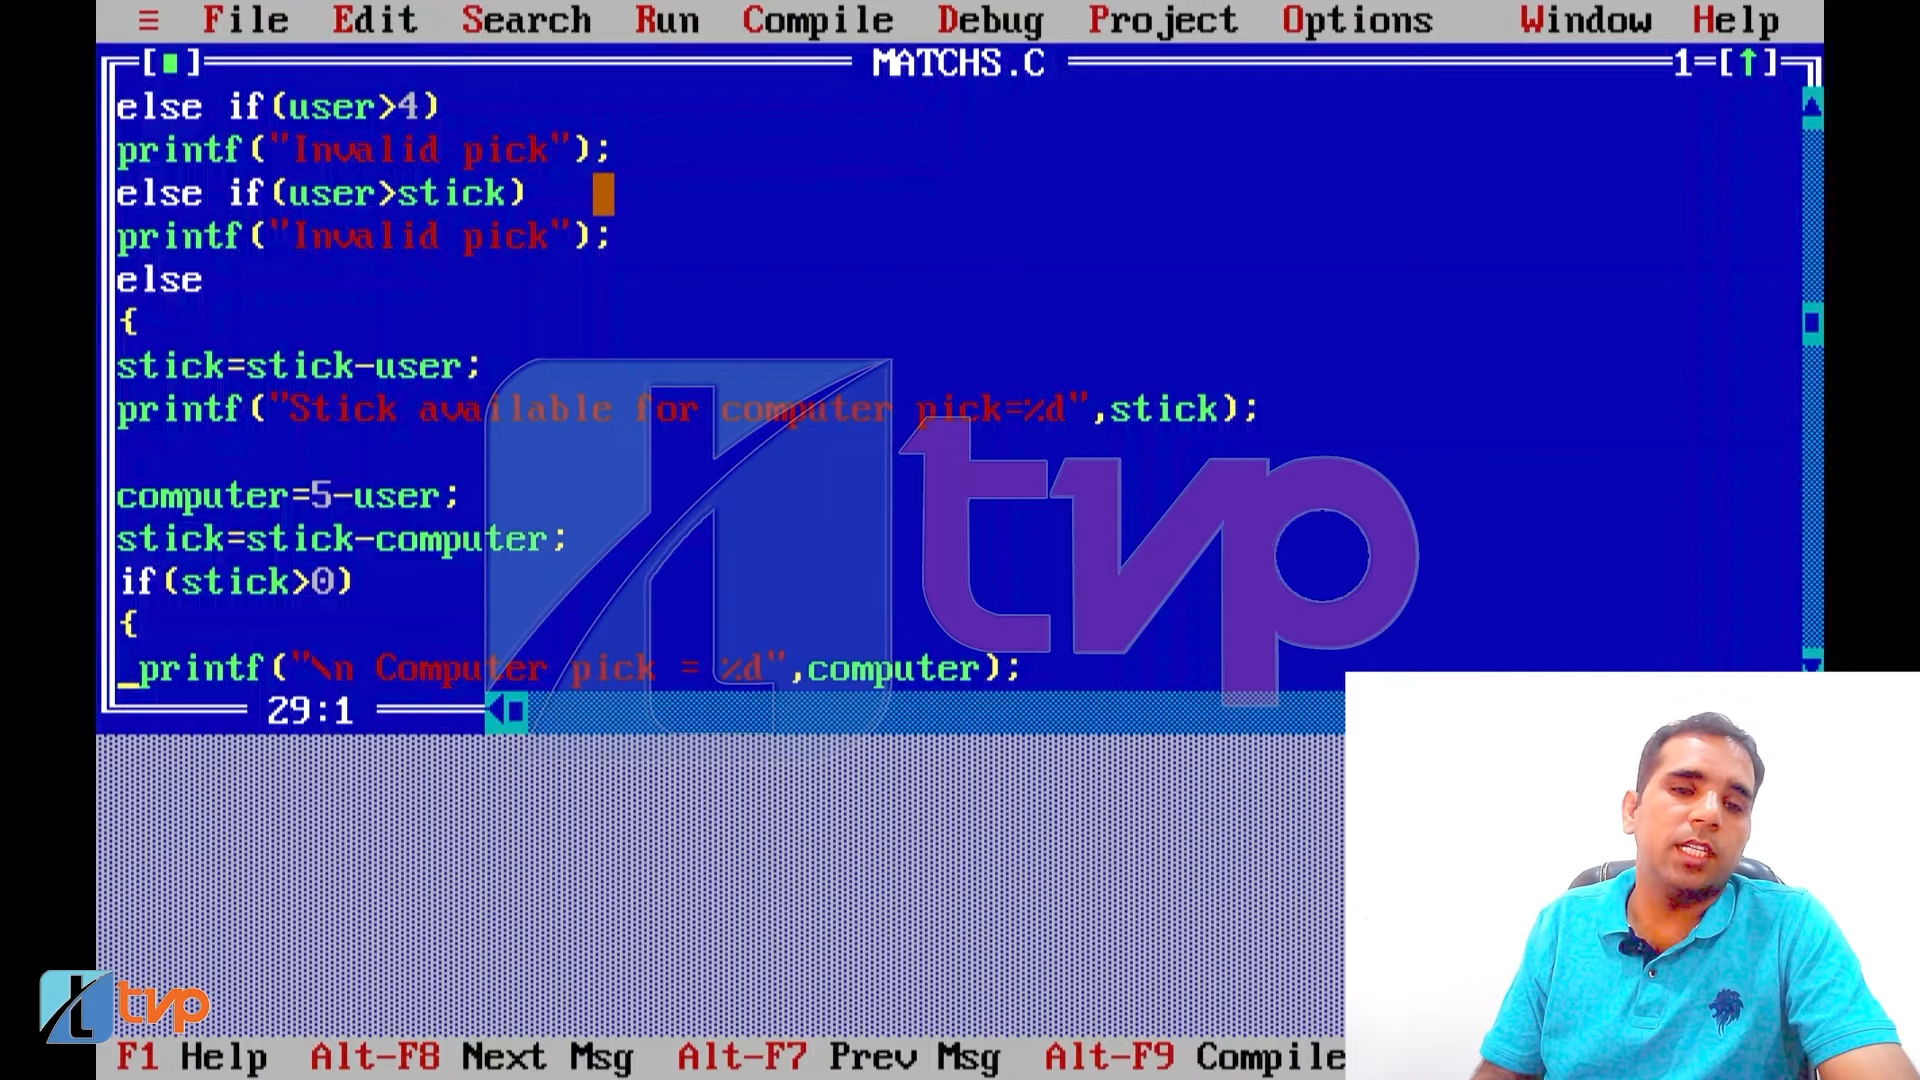 ≡ File Edit Search Run Compile Debug Project Options Window Help
[■] MATCHS.C 1=[↑]
else if(user>4)
printf("Invalid pick");
else if(user>stick)
printf("Invalid pick");
else
{
stick=stick-user;
printf("Stick available for computer pick=%d",stick);
computer=5-user;
stick=stick-computer;
if(stick>0)
{
_printf("\n Computer pick = %d",computer);
29:1
tvp
tvp
F1 Help Alt-F8 Next Msg Alt-F7 Prev Msg Alt-F9 Compile